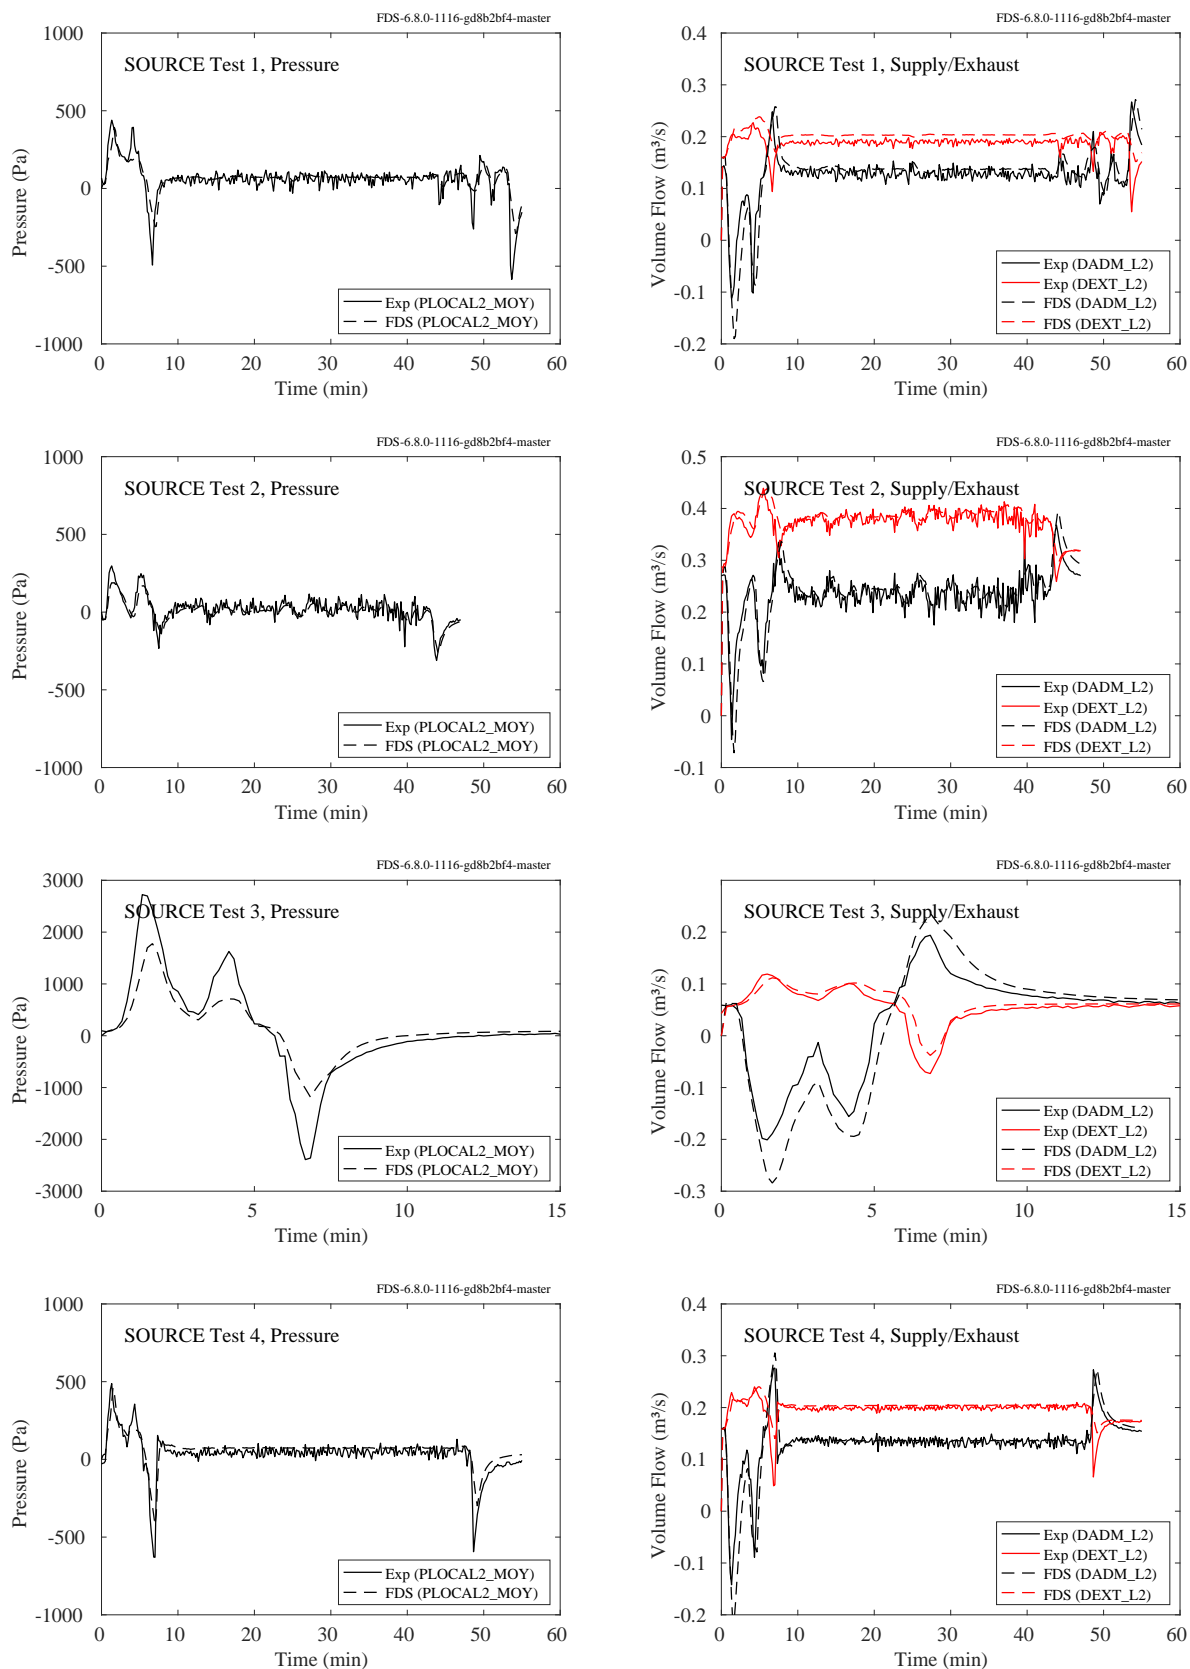 FDS-6.8.0-1116-gd8b2bf4-master
SOURCE Test 1, Pressure
Pressure (Pa)
1000
500
0
-500
-1000
Exp (PLOCAL2_MOY)
FDS (PLOCAL2_MOY)
0 10 20 30 40 50 60
Time (min)
FDS-6.8.0-1116-gd8b2bf4-master
SOURCE Test 1, Supply/Exhaust
Volume Flow (m³/s)
0.4
0.3
0.2
0.1
0
-0.1
-0.2
Exp (DADM_L2)
Exp (DEXT_L2)
FDS (DADM_L2)
FDS (DEXT_L2)
0 10 20 30 40 50 60
Time (min)
FDS-6.8.0-1116-gd8b2bf4-master
SOURCE Test 2, Pressure
Pressure (Pa)
1000
500
0
-500
-1000
Exp (PLOCAL2_MOY)
FDS (PLOCAL2_MOY)
0 10 20 30 40 50 60
Time (min)
FDS-6.8.0-1116-gd8b2bf4-master
SOURCE Test 2, Supply/Exhaust
Volume Flow (m³/s)
0.5
0.4
0.3
0.2
0.1
0
-0.1
Exp (DADM_L2)
Exp (DEXT_L2)
FDS (DADM_L2)
FDS (DEXT_L2)
0 10 20 30 40 50 60
Time (min)
FDS-6.8.0-1116-gd8b2bf4-master
SOURCE Test 3, Pressure
Pressure (Pa)
3000
2000
1000
0
-1000
-2000
-3000
Exp (PLOCAL2_MOY)
FDS (PLOCAL2_MOY)
0 5 10 15
Time (min)
FDS-6.8.0-1116-gd8b2bf4-master
SOURCE Test 3, Supply/Exhaust
Volume Flow (m³/s)
0.2
0.1
0
-0.1
-0.2
-0.3
Exp (DADM_L2)
Exp (DEXT_L2)
FDS (DADM_L2)
FDS (DEXT_L2)
0 5 10 15
Time (min)
FDS-6.8.0-1116-gd8b2bf4-master
SOURCE Test 4, Pressure
Pressure (Pa)
1000
500
0
-500
-1000
Exp (PLOCAL2_MOY)
FDS (PLOCAL2_MOY)
0 10 20 30 40 50 60
Time (min)
FDS-6.8.0-1116-gd8b2bf4-master
SOURCE Test 4, Supply/Exhaust
Volume Flow (m³/s)
0.4
0.3
0.2
0.1
0
-0.1
-0.2
Exp (DADM_L2)
Exp (DEXT_L2)
FDS (DADM_L2)
FDS (DEXT_L2)
0 10 20 30 40 50 60
Time (min)